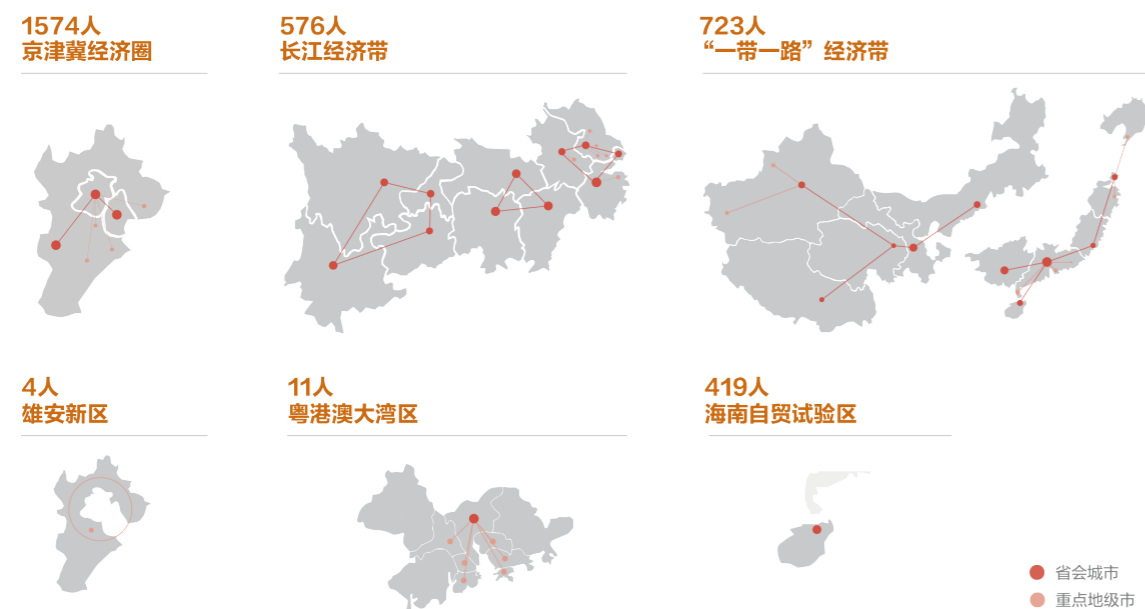 1574人
京津冀经济圈
576人
长江经济带
723人
“一带一路”经济带
4人
雄安新区
11人
粤港澳大湾区
419人
海南自贸试验区
省会城市
重点地级市